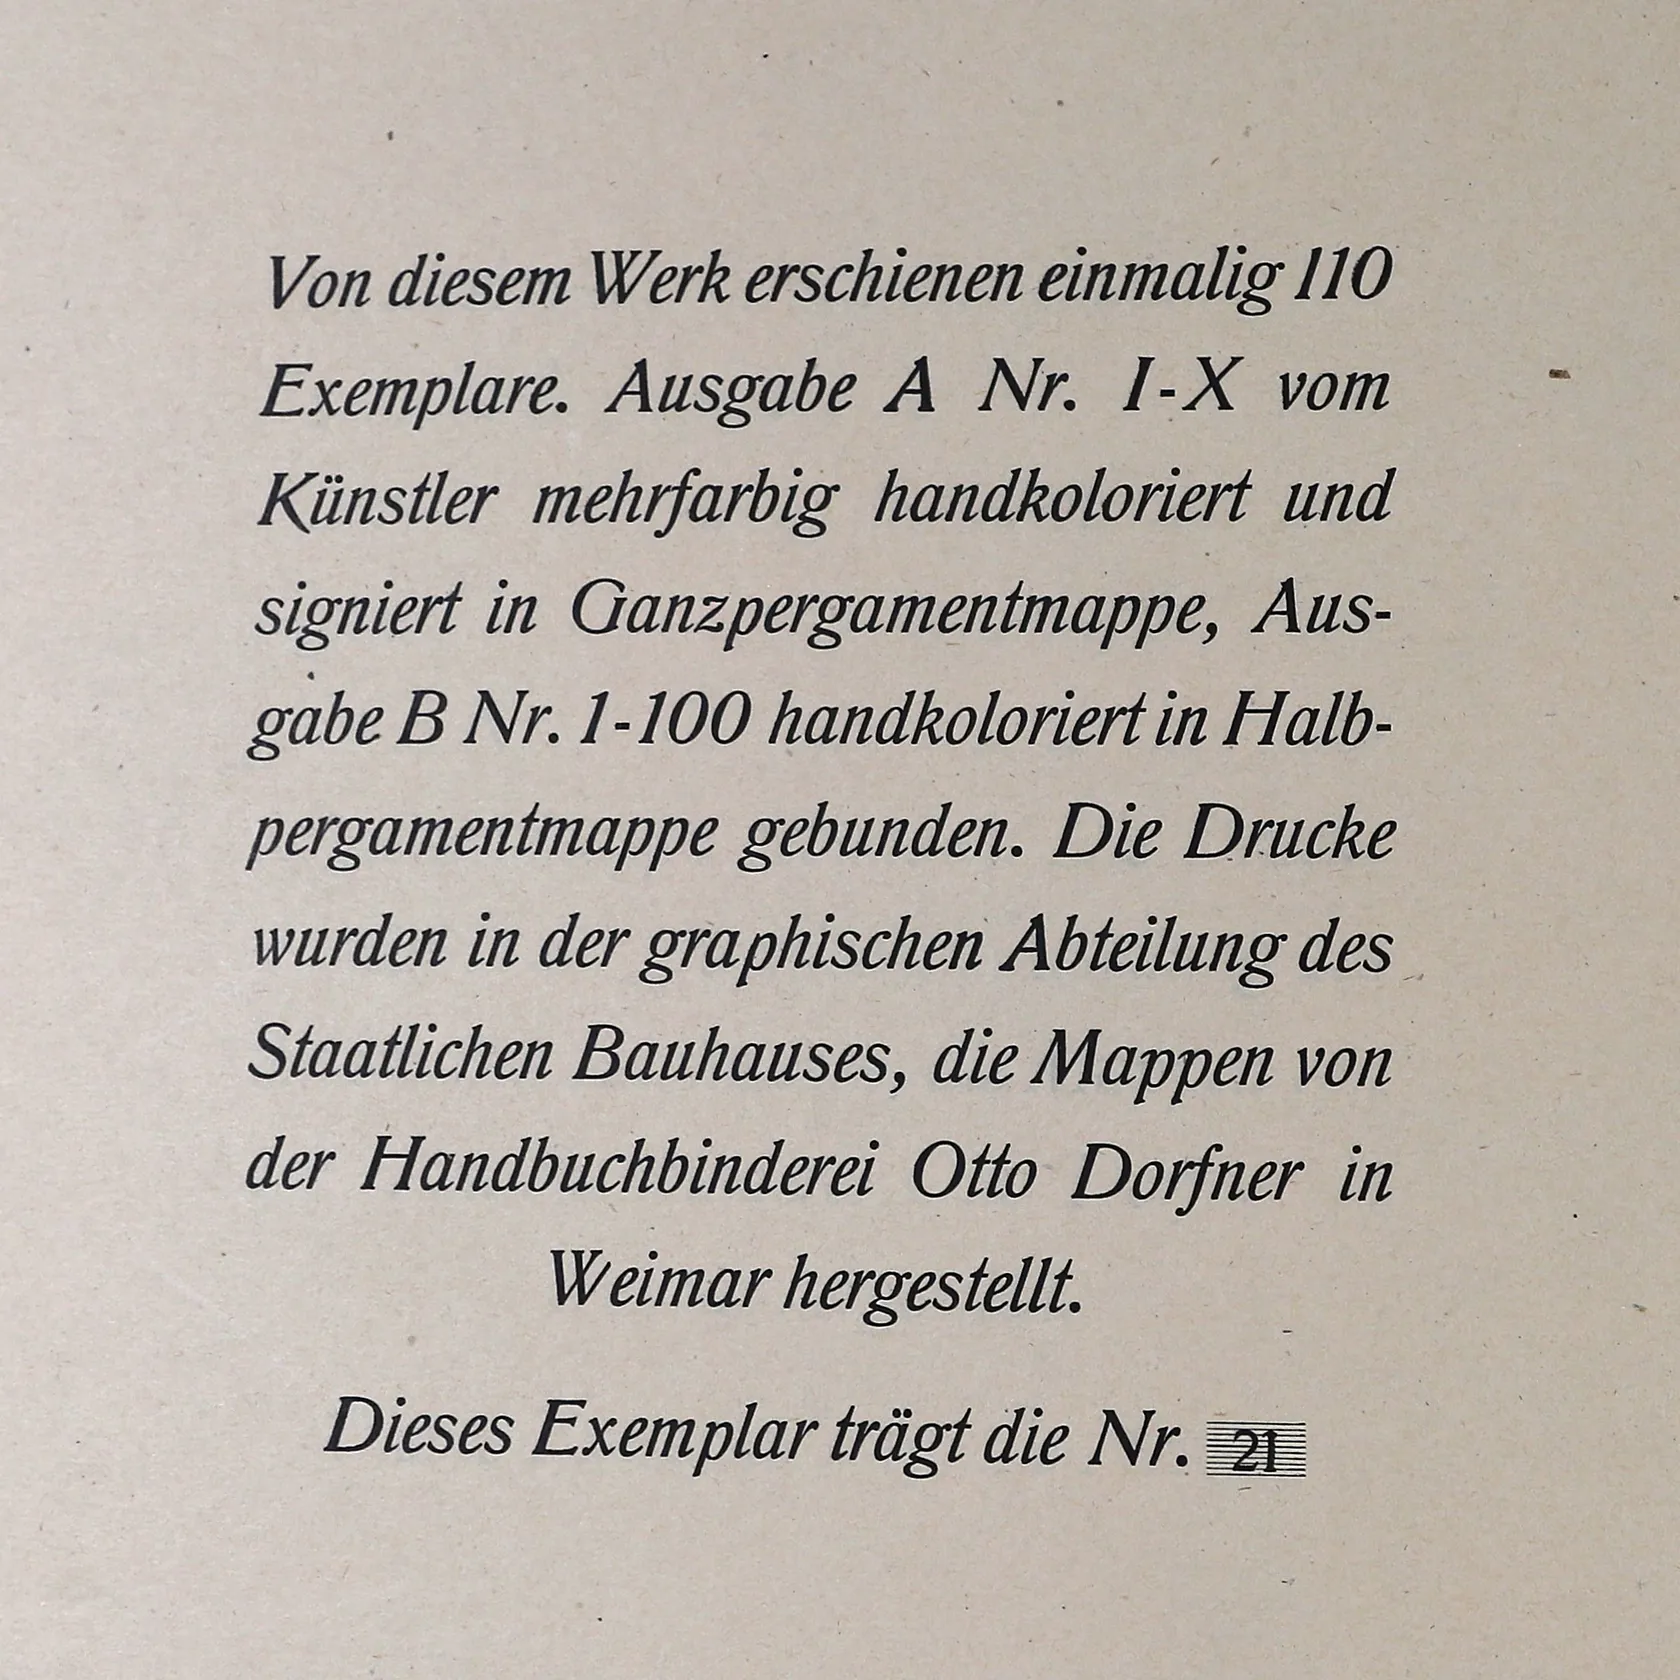 Von diesem Werk erschienen einmalig 110
Exemplare. Ausgabe A Nr. I-X vom
Künstler mehrfarbig handkoloriert und
signiert in Ganzpergamentmappe, Aus-
gabe B Nr. 1-100 handkoloriert in Halb-
pergamentmappe gebunden. Die Drucke
wurden in der graphischen Abteilung des
Staatlichen Bauhauses, die Mappen von
der Handbuchbinderei Otto Dorfner in
Weimar hergestellt.
Dieses Exemplar trägt die Nr. 21